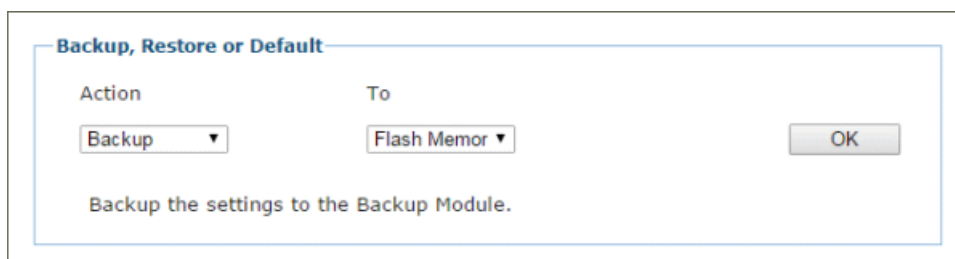 Backup, Restore or Default
Action To
Backup Flash Memor OK
Backup the settings to the Backup Module.